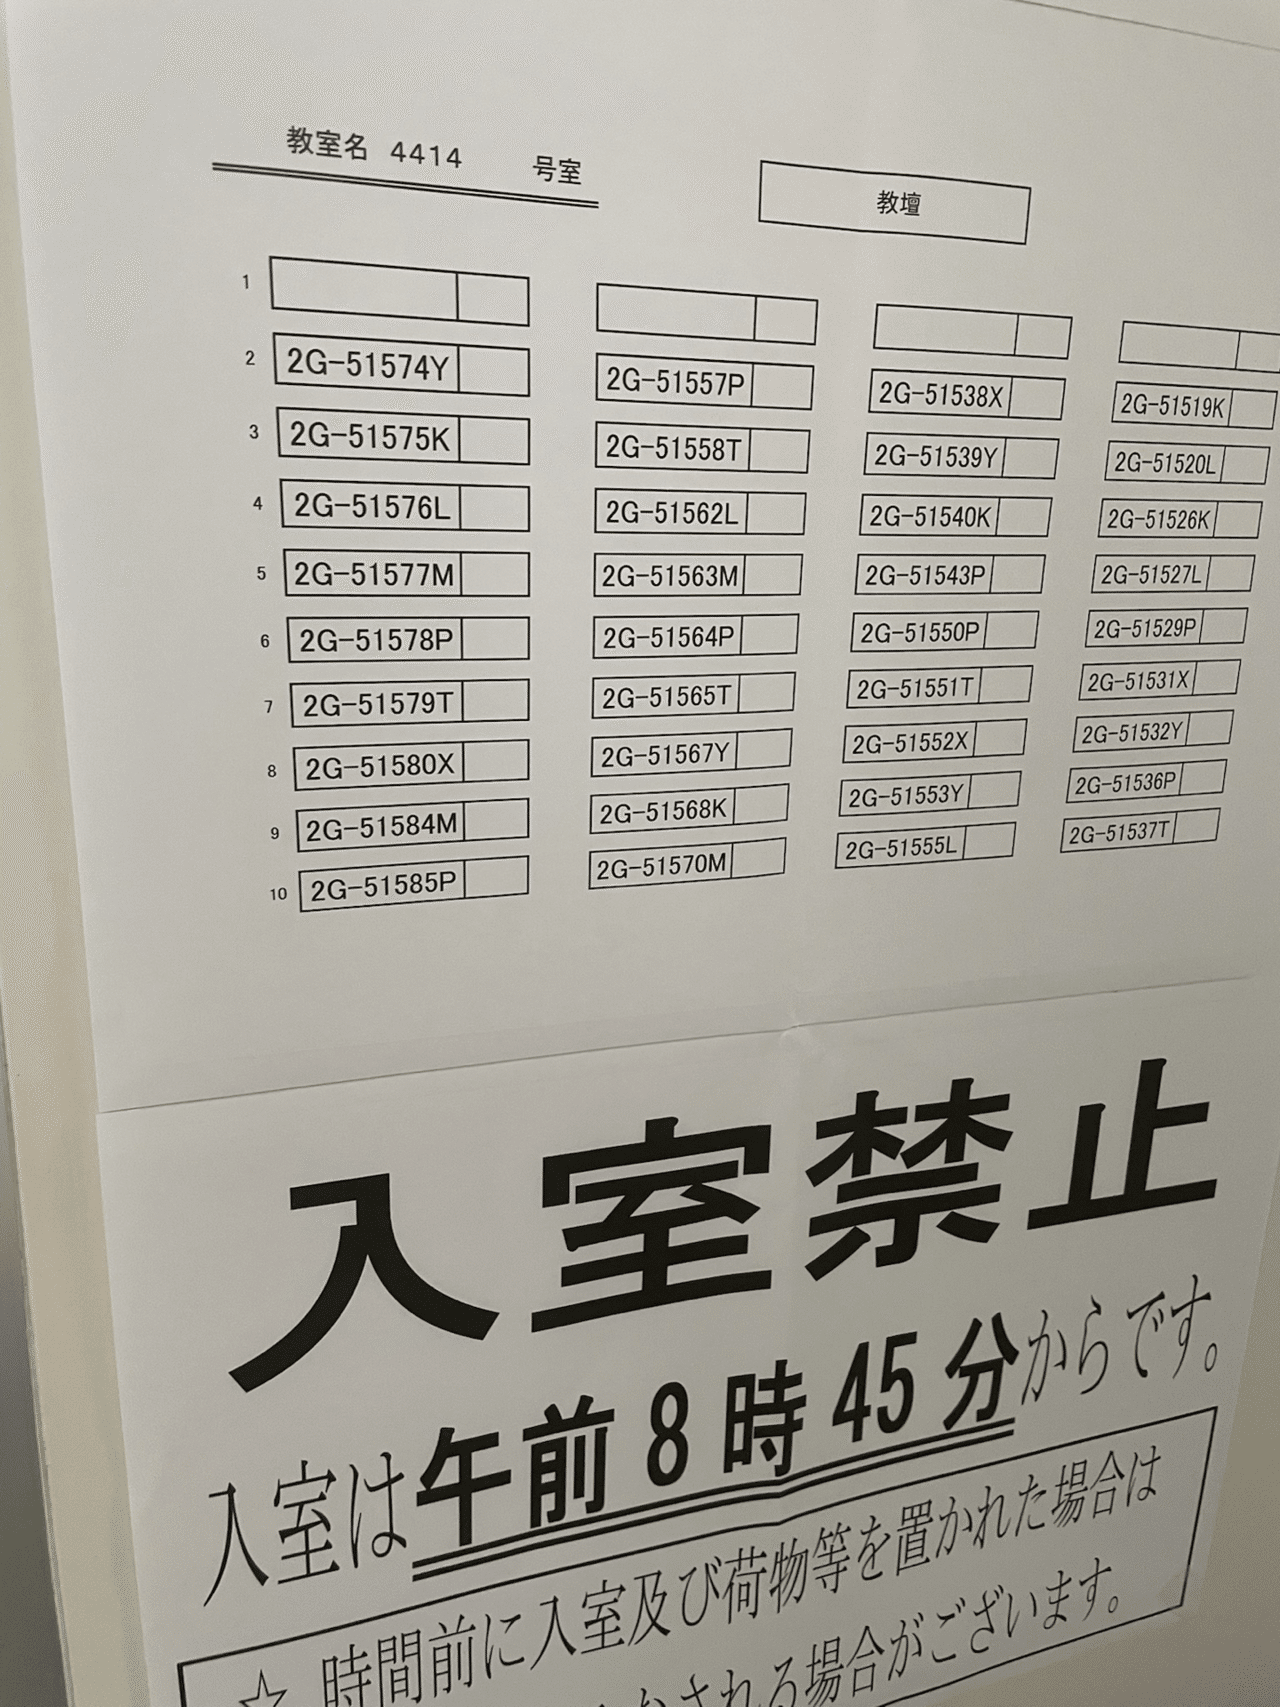 教室名 4414 号室
教壇
1
2 2G-51574Y 2G-51557P 2G-51538X 2G-51519K
3 2G-51575K 2G-51558T 2G-51539Y 2G-51520L
4 2G-51576L 2G-51562L 2G-51540K 2G-51526K
5 2G-51577M 2G-51563M 2G-51543P 2G-51527L
6 2G-51578P 2G-51564P 2G-51550P 2G-51529P
7 2G-51579T 2G-51565T 2G-51551T 2G-51531X
8 2G-51580X 2G-51567Y 2G-51552X 2G-51532Y
9 2G-51584M 2G-51568K 2G-51553Y 2G-51536P
10 2G-51585P 2G-51570M 2G-51555L 2G-51537T
入室禁止
入室は午前8時45分からです。
☆ 時間前に入室及び荷物等を置かれた場合は
される場合がございます。